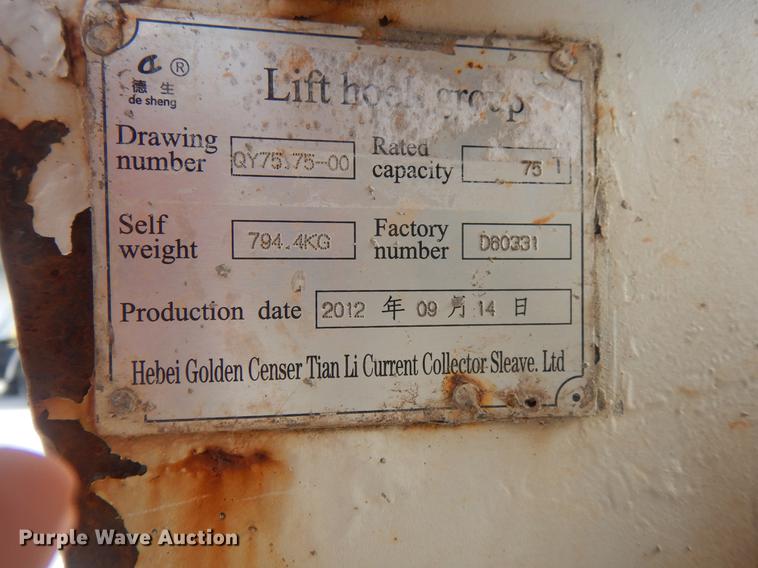 ®
德生
de sheng
Lift hook group
Drawing number QY75.75-00 Rated capacity 75 T
Self weight 794.4KG Factory number D60331
Production date 2012 年 09 月 14 日
Hebei Golden Censer Tian Li Current Collector Sleave. Ltd
Purple Wave Auction